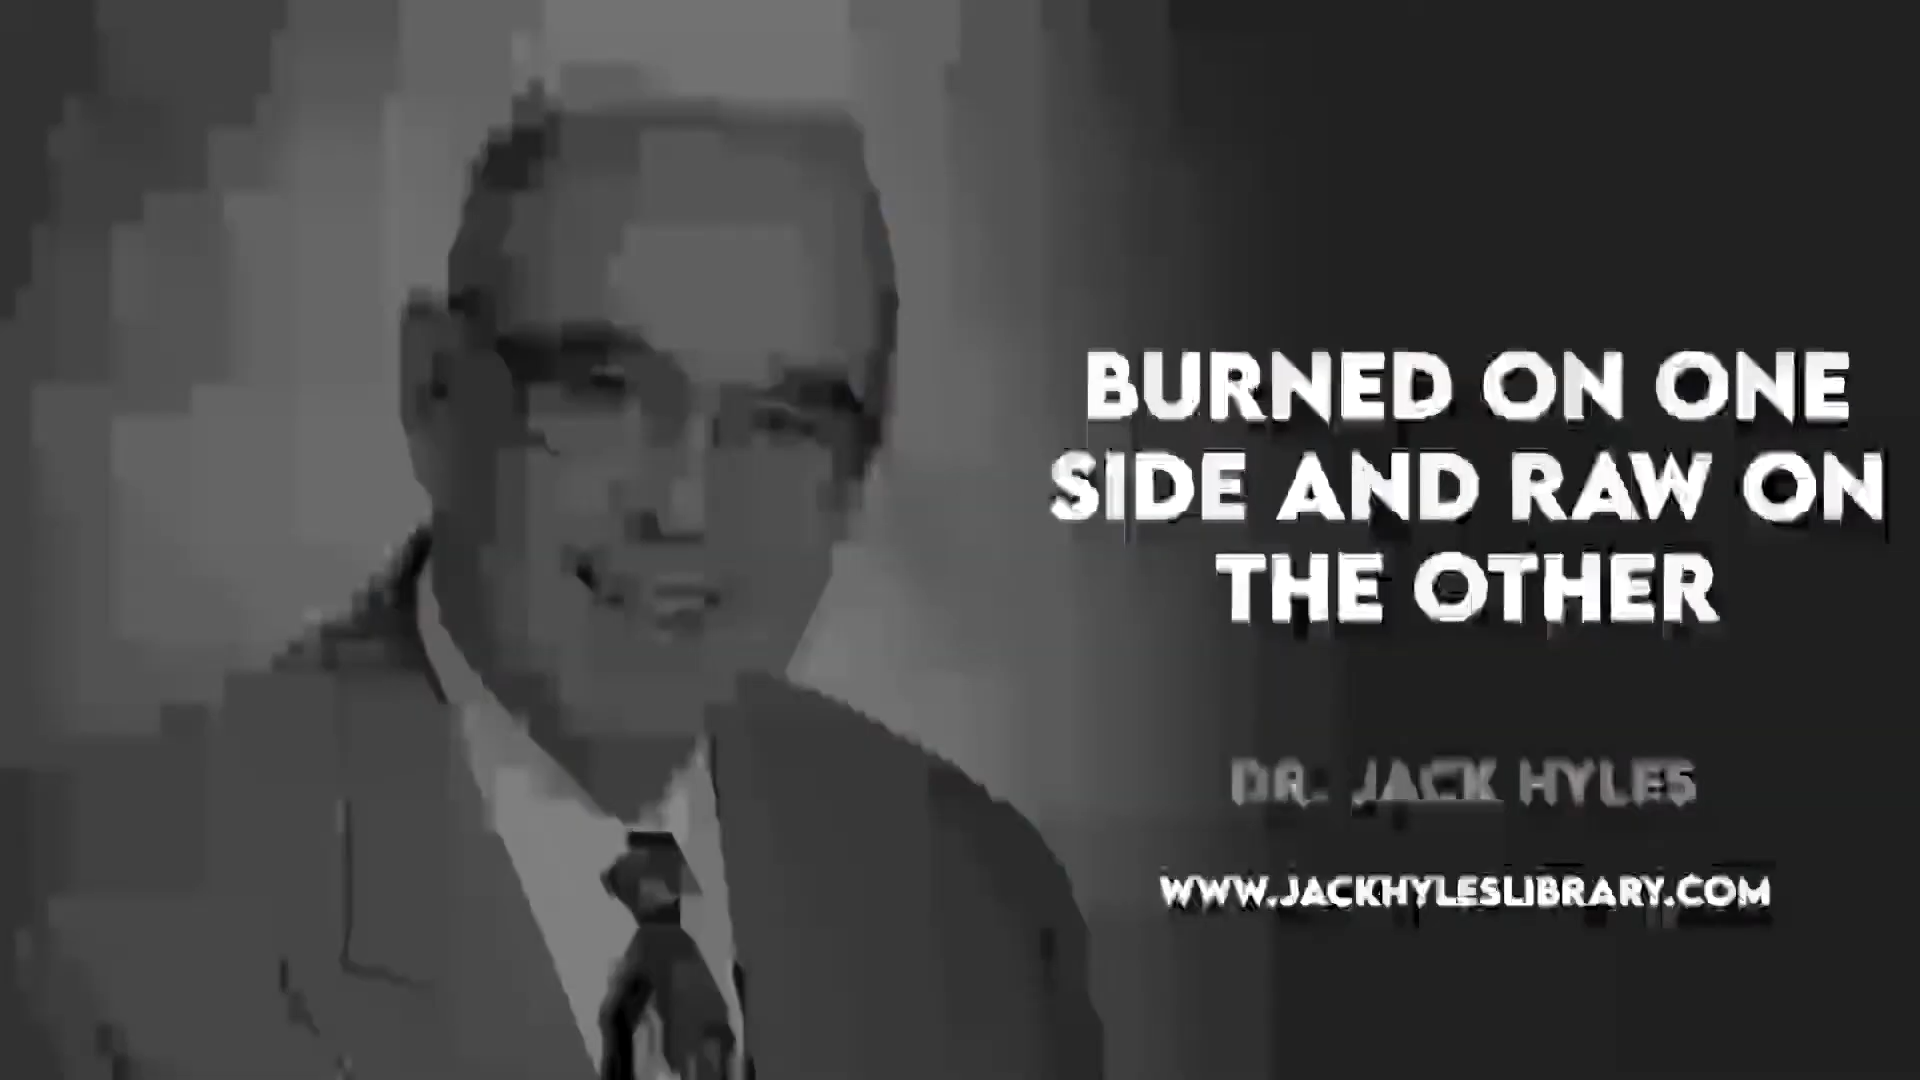 BURNED ON ONE
SIDE AND RAW ON
THE OTHER
DR. JACK HYLES
WWW.JACKHYLESLIBRARY.COM